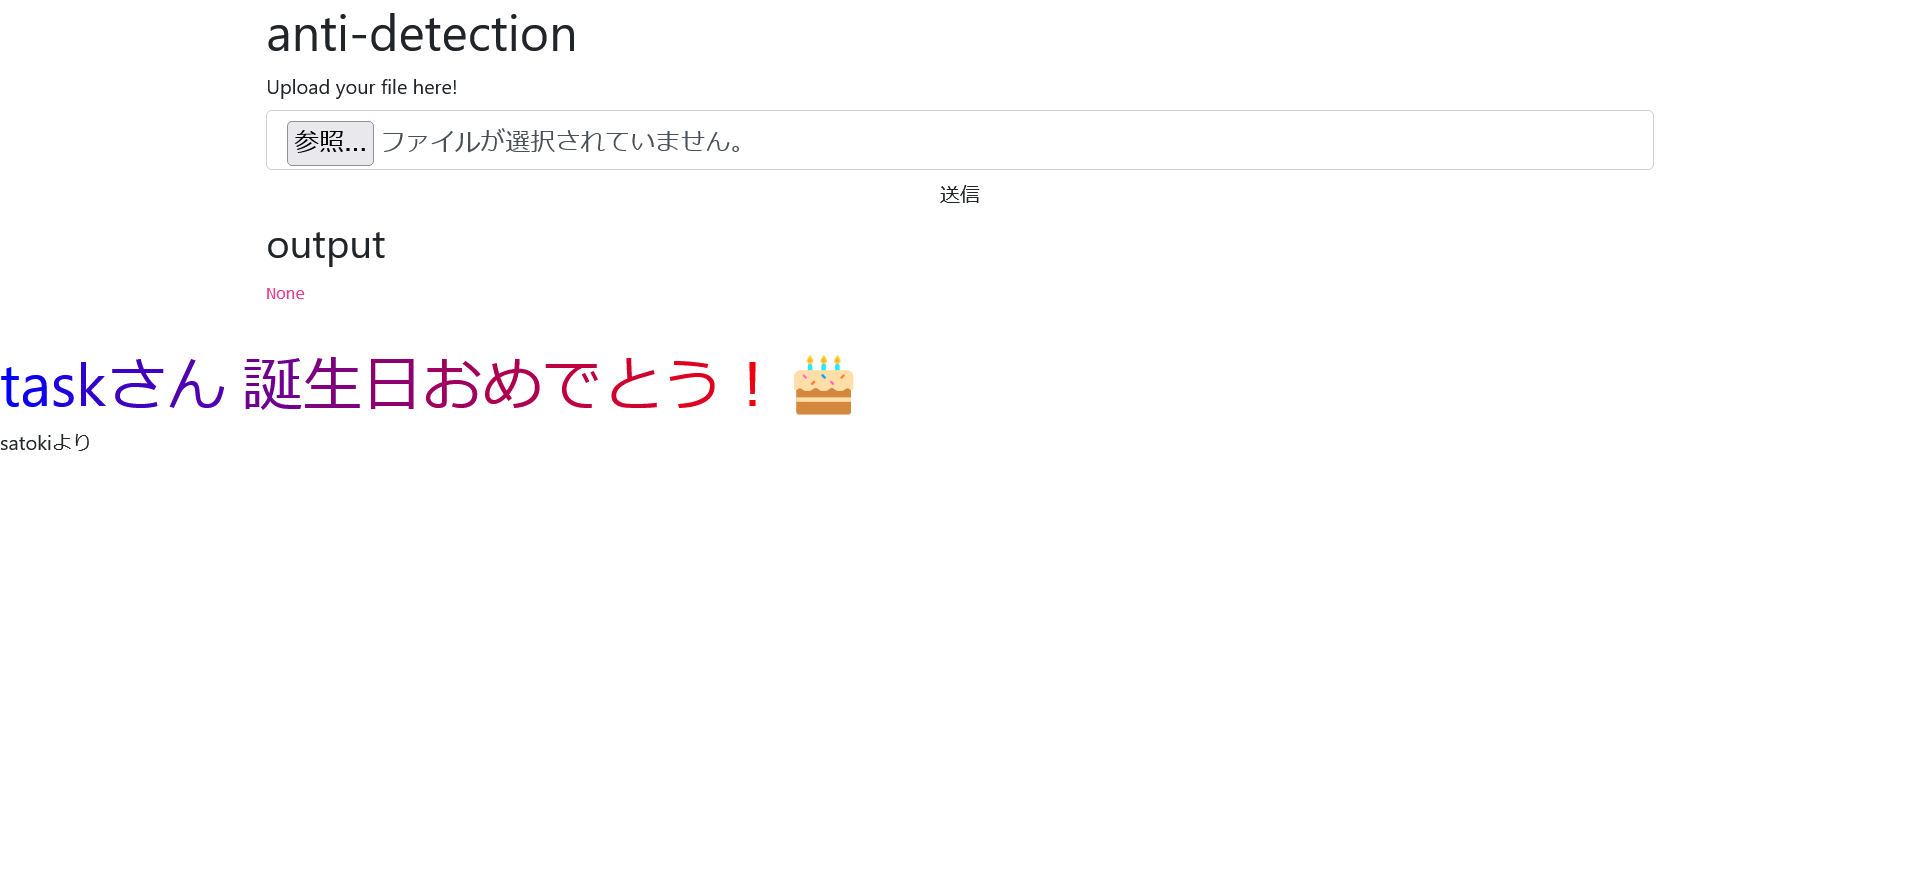 anti-detection
Upload your file here!
参照... ファイルが選択されていません。
送信
output
None
taskさん 誕生日おめでとう！🎂
satokiより